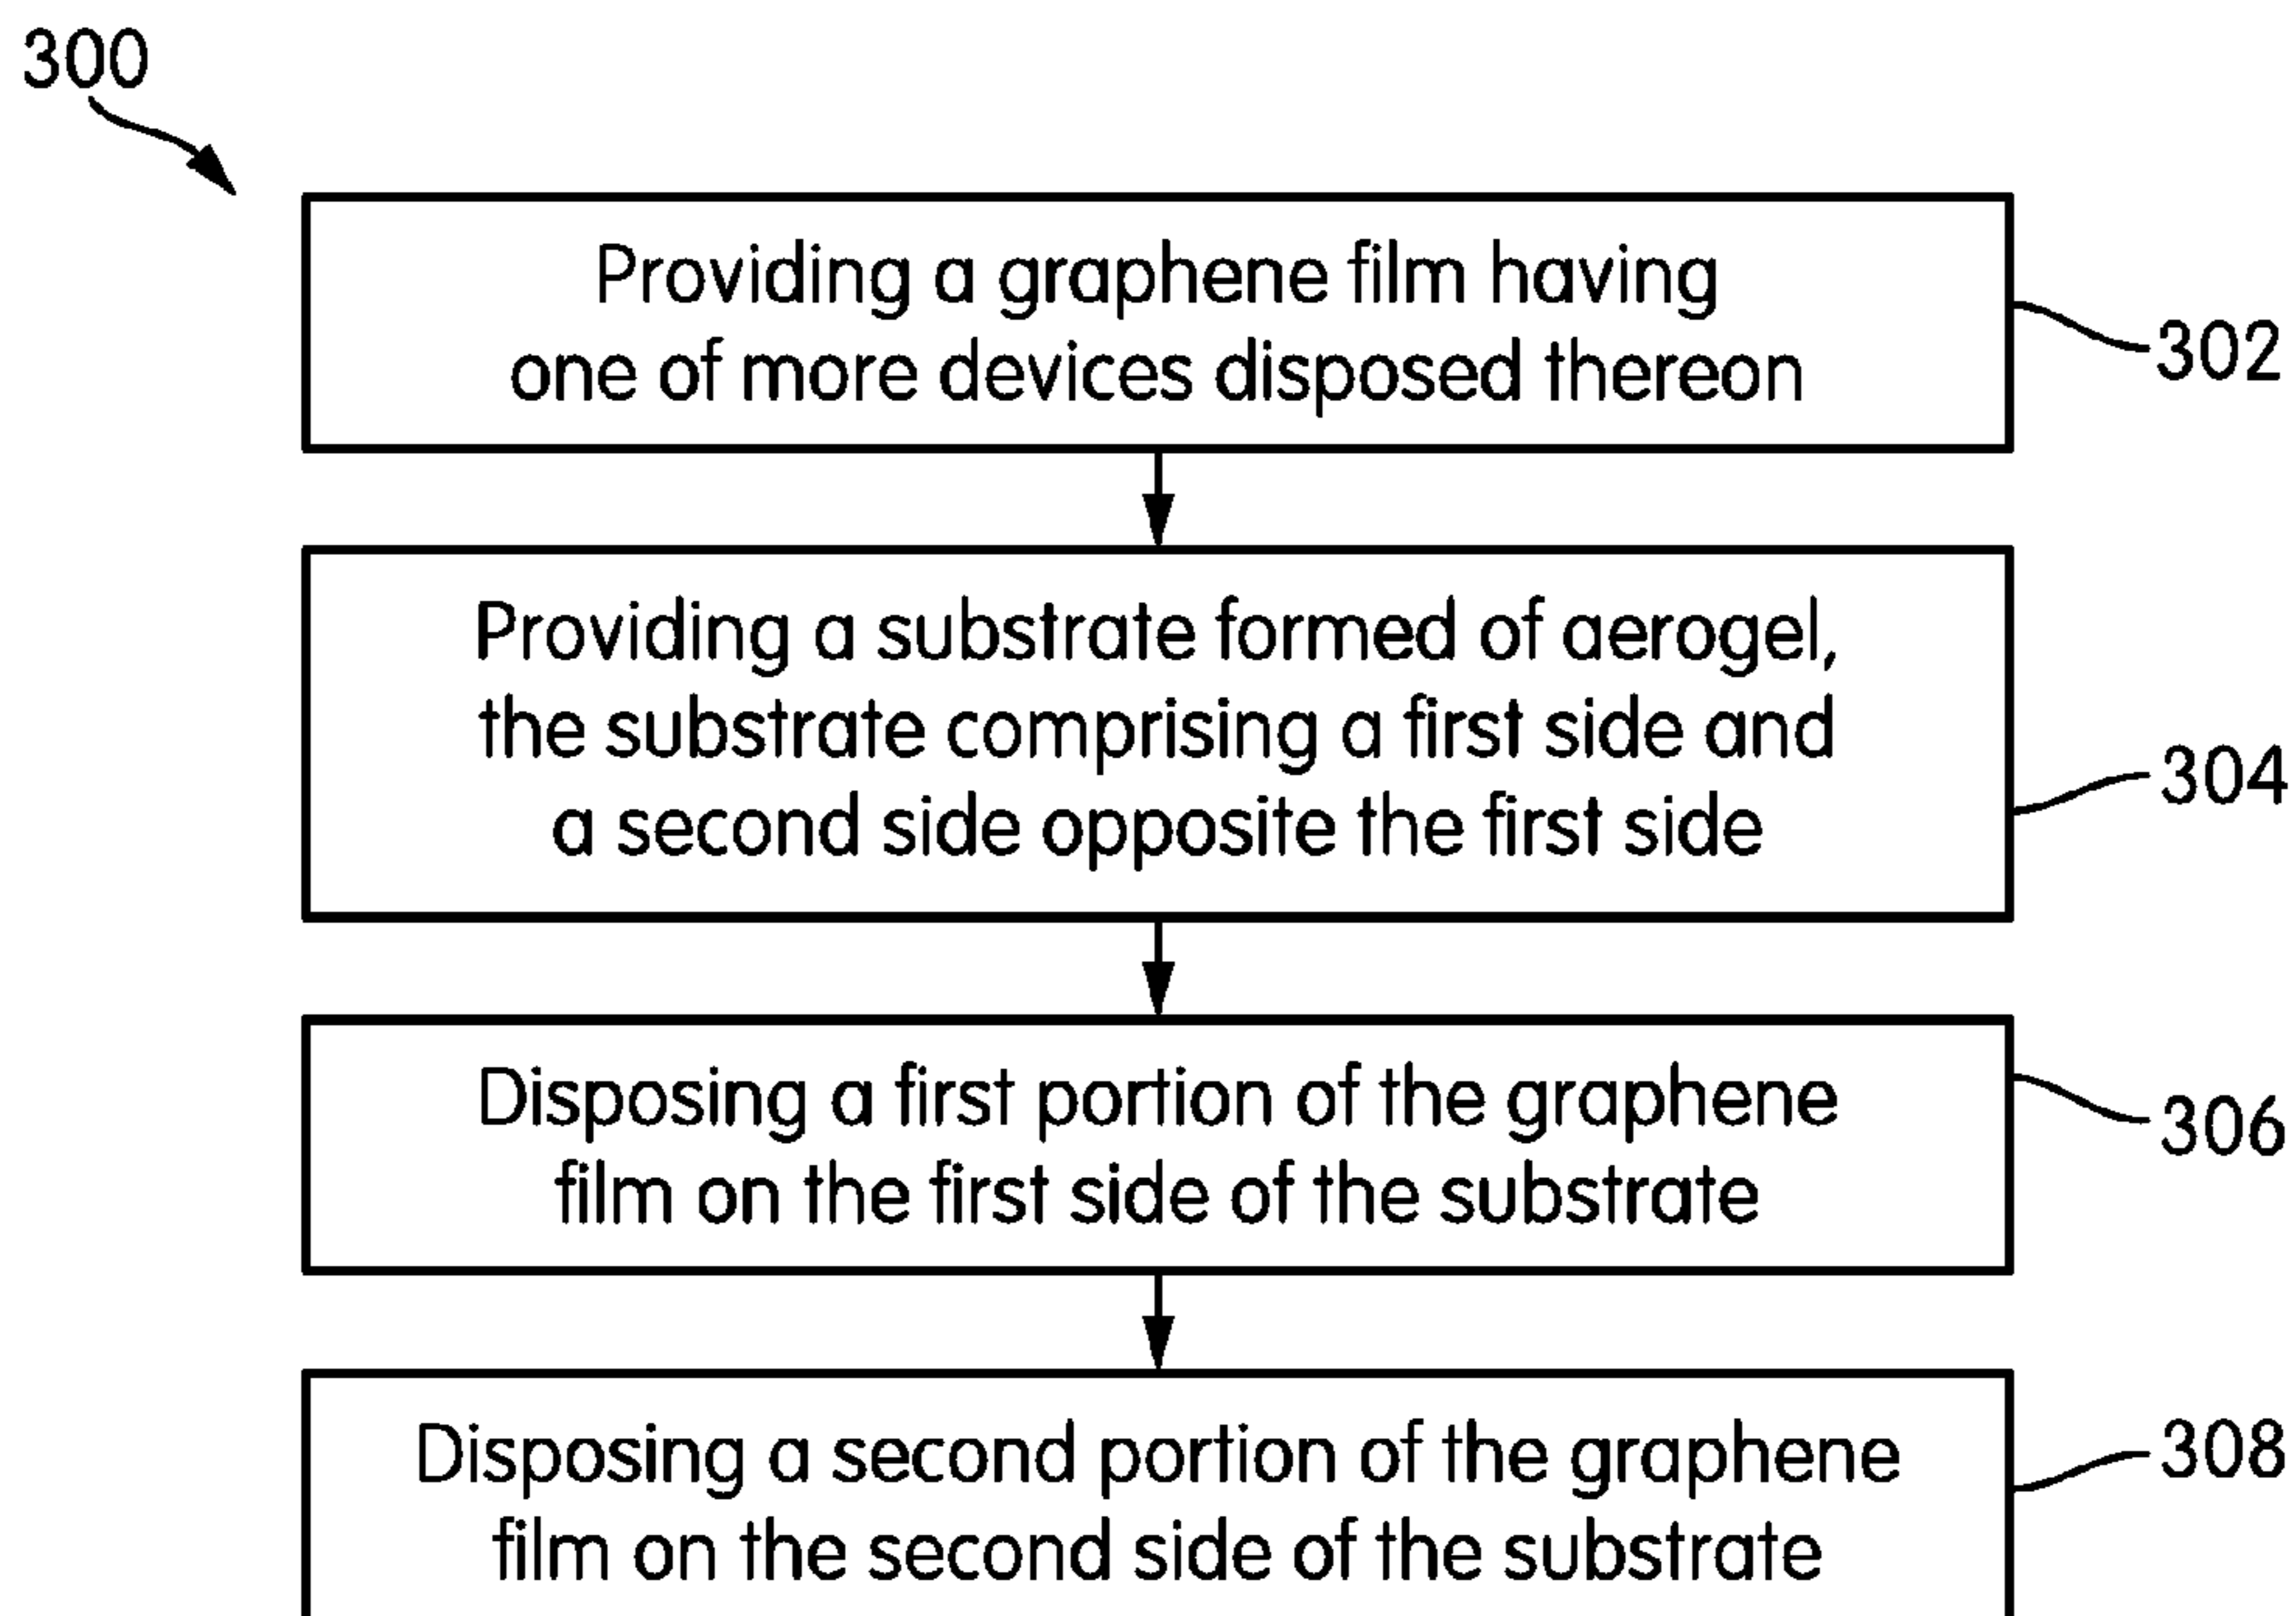 300
Providing a graphene film having
one of more devices disposed thereon
302
Providing a substrate formed of aerogel,
the substrate comprising a first side and
a second side opposite the first side
304
Disposing a first portion of the graphene
film on the first side of the substrate
306
Disposing a second portion of the graphene
film on the second side of the substrate
308